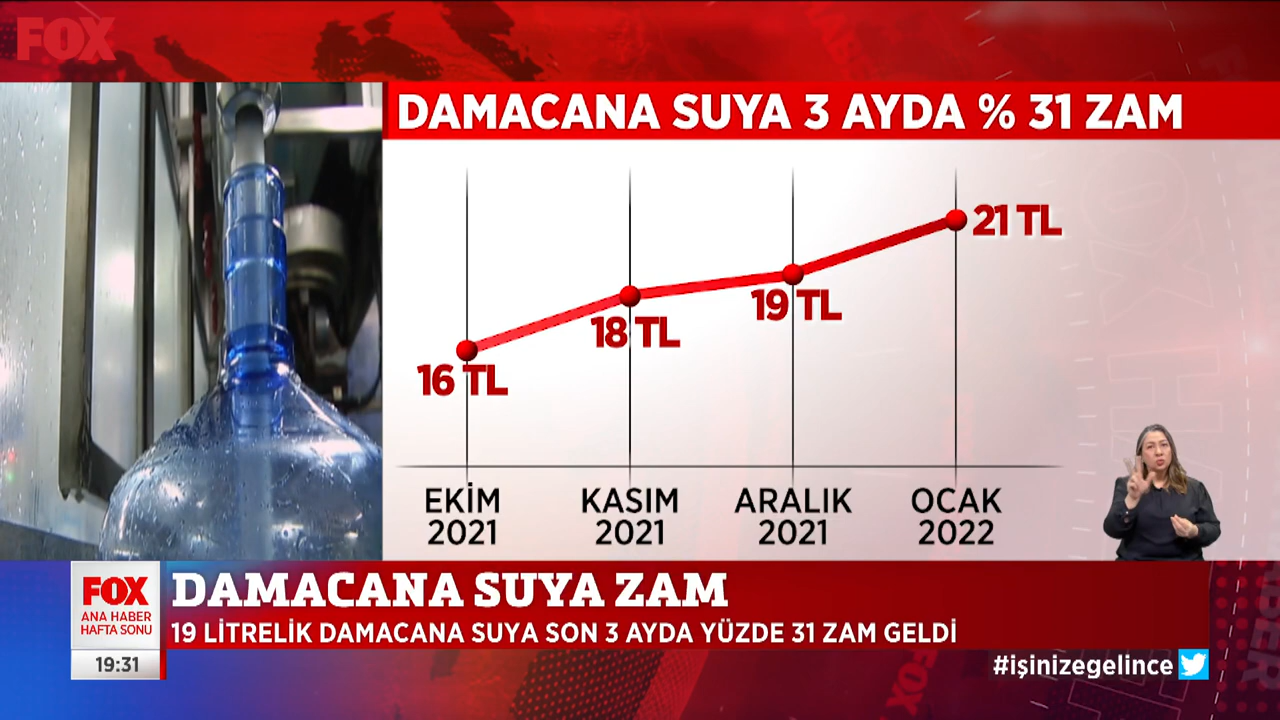 FOX
DAMACANA SUYA 3 AYDA % 31 ZAM
21 TL
19 TL
18 TL
16 TL
EKİM
2021
KASIM
2021
ARALIK
2021
OCAK
2022
FOX
ANA HABER
HAFTA SONU
19:31
DAMACANA SUYA ZAM
19 LİTRELİK DAMACANA SUYA SON 3 AYDA YÜZDE 31 ZAM GELDİ
#işinizegelince
FOX